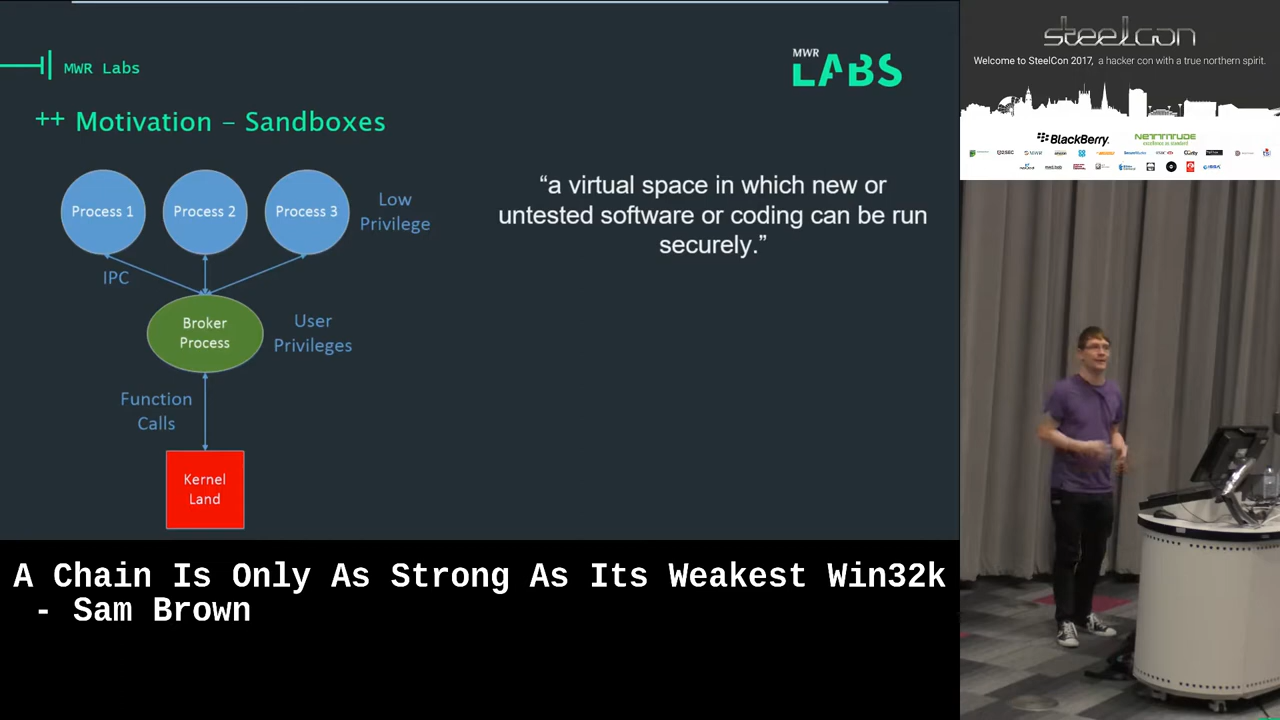 MWR Labs
MWR
LABS
++ Motivation – Sandboxes
Process 1
Process 2
Process 3
Low
Privilege
IPC
Broker
Process
User
Privileges
Function
Calls
Kernel
Land
“a virtual space in which new or
untested software or coding can be run
securely.”
steelcon
Welcome to SteelCon 2017, a hacker con with a true northern spirit.
BlackBerry
NETTITUDE
A Chain Is Only As Strong As Its Weakest Win32k
- Sam Brown